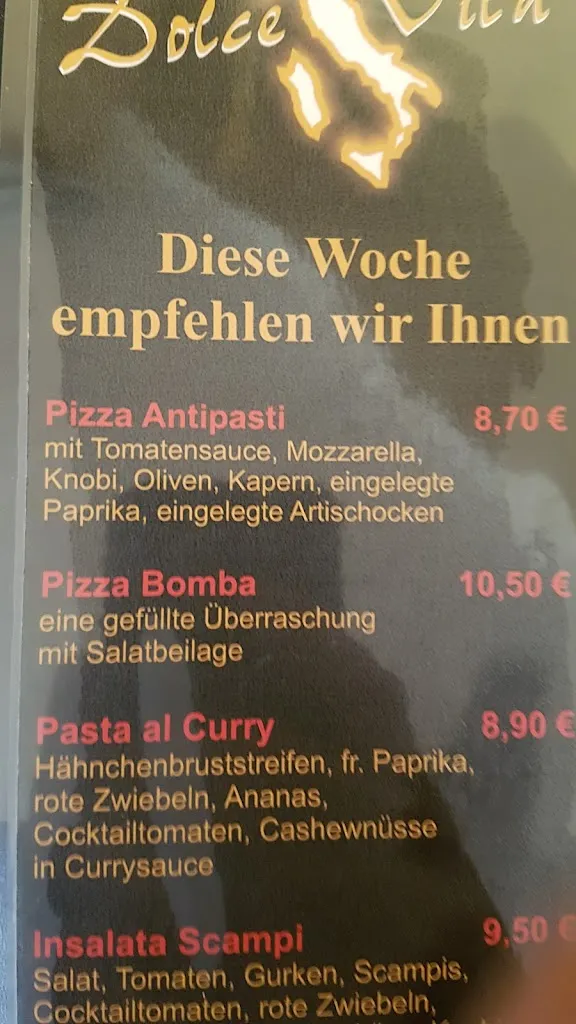 Dolce Vita
Diese Woche
empfehlen wir Ihnen
Pizza Antipasti 8,70 €
mit Tomatensauce, Mozzarella,
Knobi, Oliven, Kapern, eingelegte
Paprika, eingelegte Artischocken
Pizza Bomba 10,50 €
eine gefüllte Überraschung
mit Salatbeilage
Pasta al Curry 8,90 €
Hähnchenbruststreifen, fr. Paprika,
rote Zwiebeln, Ananas,
Cocktailtomaten, Cashewnüsse
in Currysauce
Insalata Scampi 9,50 €
Salat, Tomaten, Gurken, Scampis,
Cocktailtomaten, rote Zwiebeln,